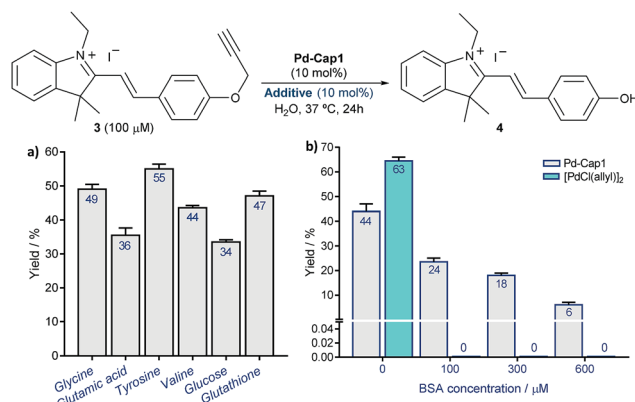 N
+
I⁻
O
3 (100 μM)
Pd-Cap1
(10 mol%)
Additive (10 mol%)
H₂O, 37 ºC, 24h
N
+
I⁻
OH
4
a)
Yield / %
60
50
40
30
20
10
0
49
36
55
44
34
47
Glycine
Glutamic acid
Tyrosine
Valine
Glucose
Glutathione
b)
Yield / %
70
60
50
40
30
20
10
0.04
0.02
0.00
Pd-Cap1
[PdCl(allyl)]₂
44
63
24
0
18
0
6
0
0
100
300
600
BSA concentration / μM